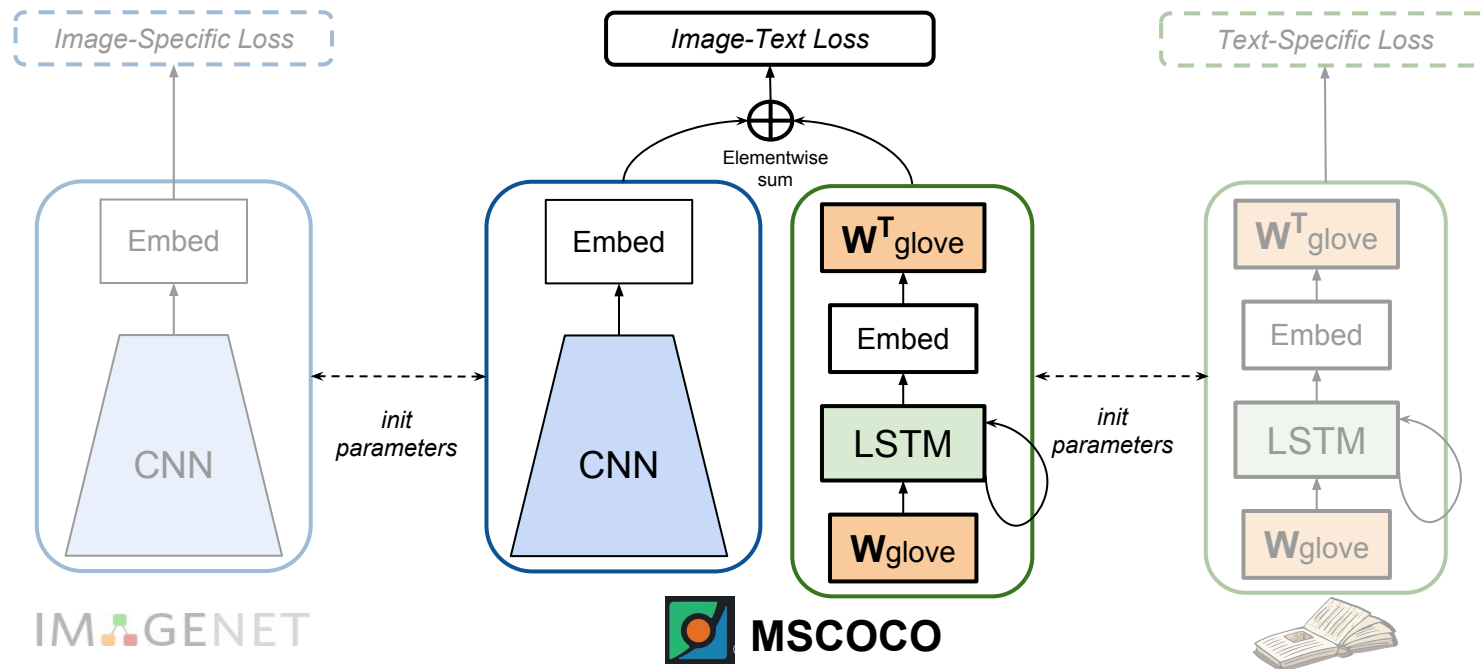 Image-Specific Loss
Image-Text Loss
Text-Specific Loss
Elementwise
sum
Embed
CNN
init
parameters
Embed
CNN
W^T glove
Embed
LSTM
W glove
init
parameters
W^T glove
Embed
LSTM
W glove
IMAGENET
MSCOCO